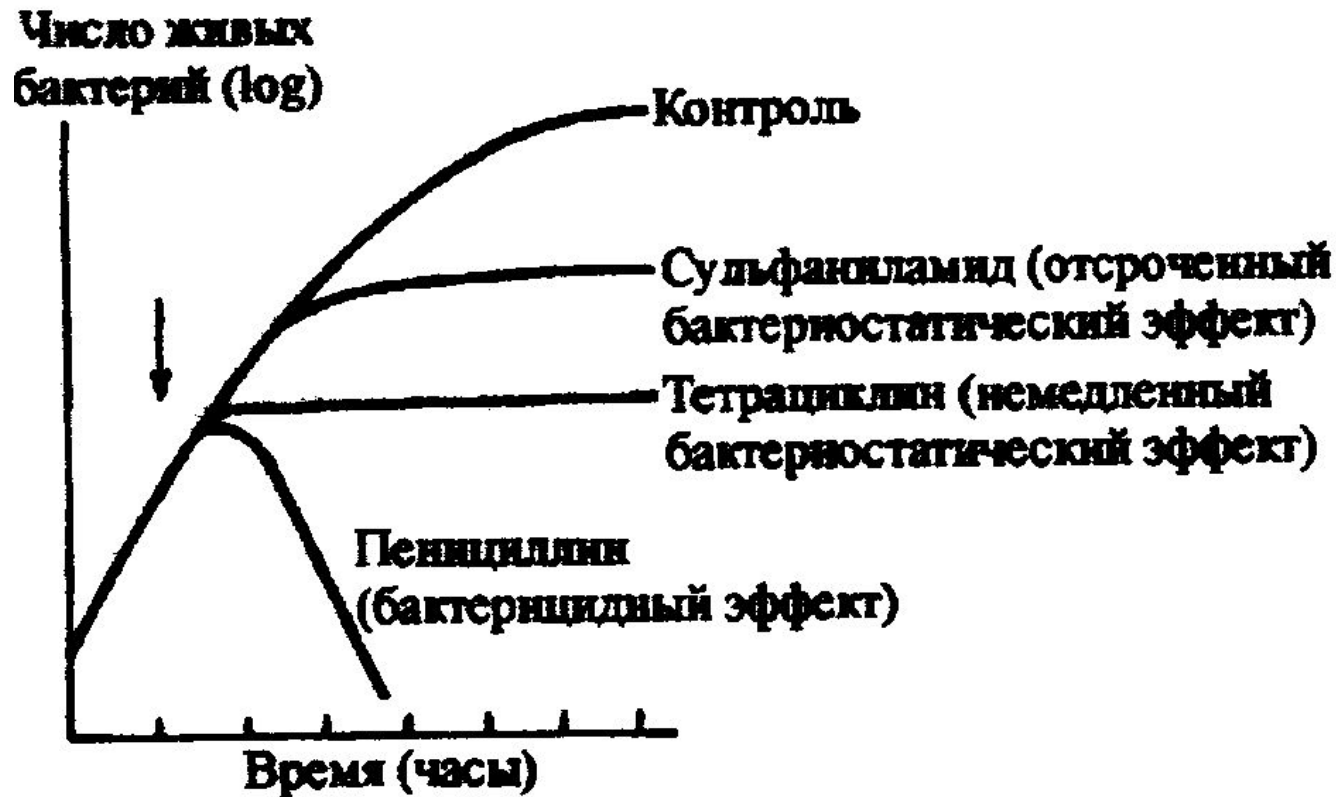 Число живых
бактерий (log)
Контроль
Сульфаниламид (отсроченный
бактериостатический эффект)
Тетрациклин (немедленный
бактериостатический эффект)
Пенициллин
(бактерицидный эффект)
Время (часы)